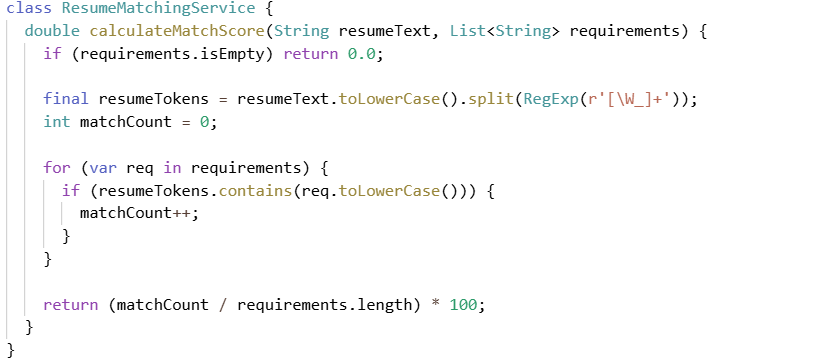 class ResumeMatchingService {
  double calculateMatchScore(String resumeText, List<String> requirements) {
    if (requirements.isEmpty) return 0.0;

    final resumeTokens = resumeText.toLowerCase().split(RegExp(r'[\W_]+'));
    int matchCount = 0;

    for (var req in requirements) {
      if (resumeTokens.contains(req.toLowerCase())) {
        matchCount++;
      }
    }

    return (matchCount / requirements.length) * 100;
  }
}